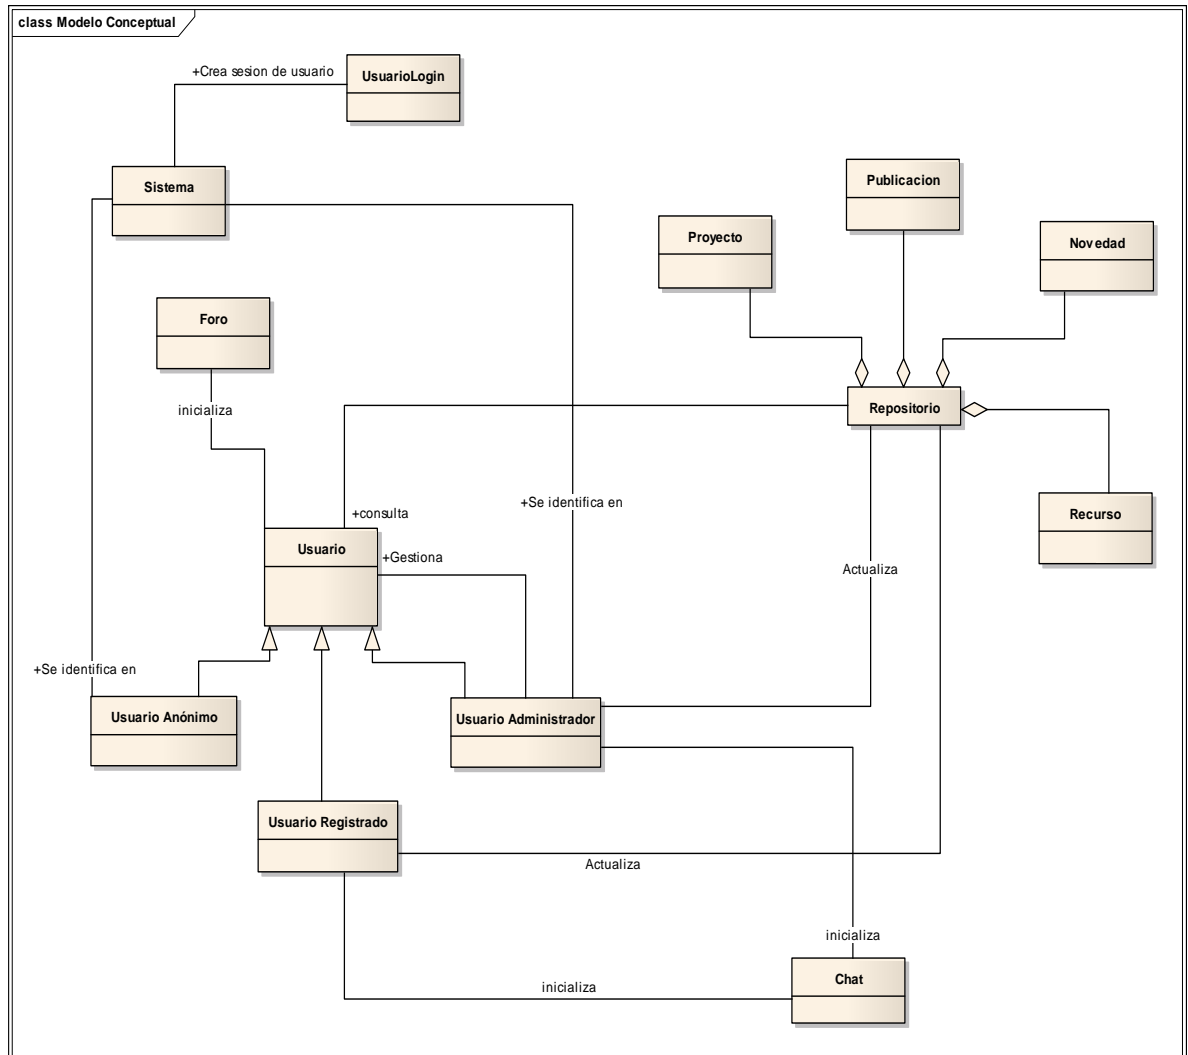 class Modelo Conceptual
+Crea sesion de usuario
UsuarioLogin
Sistema
Publicacion
Proyecto
Novedad
Foro
inicializa
Repositorio
+Se identifica en
+consulta
Recurso
Usuario
+Gestiona
Actualiza
+Se identifica en
Usuario Anónimo
Usuario Administrador
Usuario Registrado
Actualiza
inicializa
Chat
inicializa